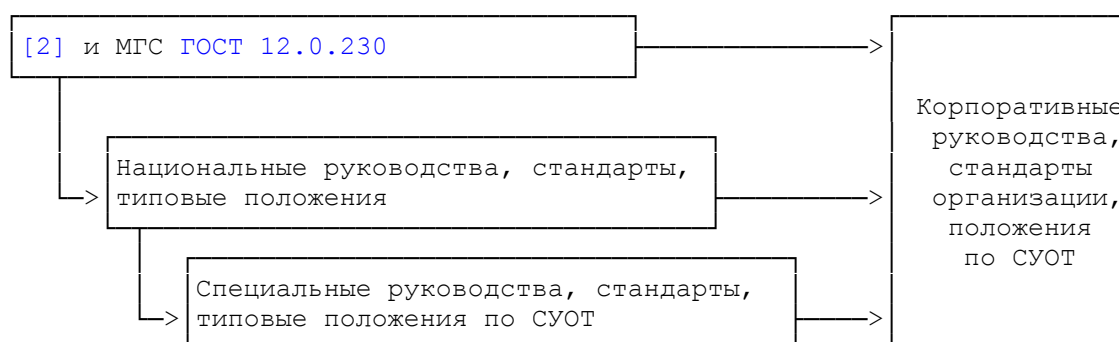 [2] и МГС ГОСТ 12.0.230
Национальные руководства, стандарты,
типовые положения
Специальные руководства, стандарты,
типовые положения по СУОТ
Корпоративные
руководства,
стандарты
организации,
положения
по СУОТ